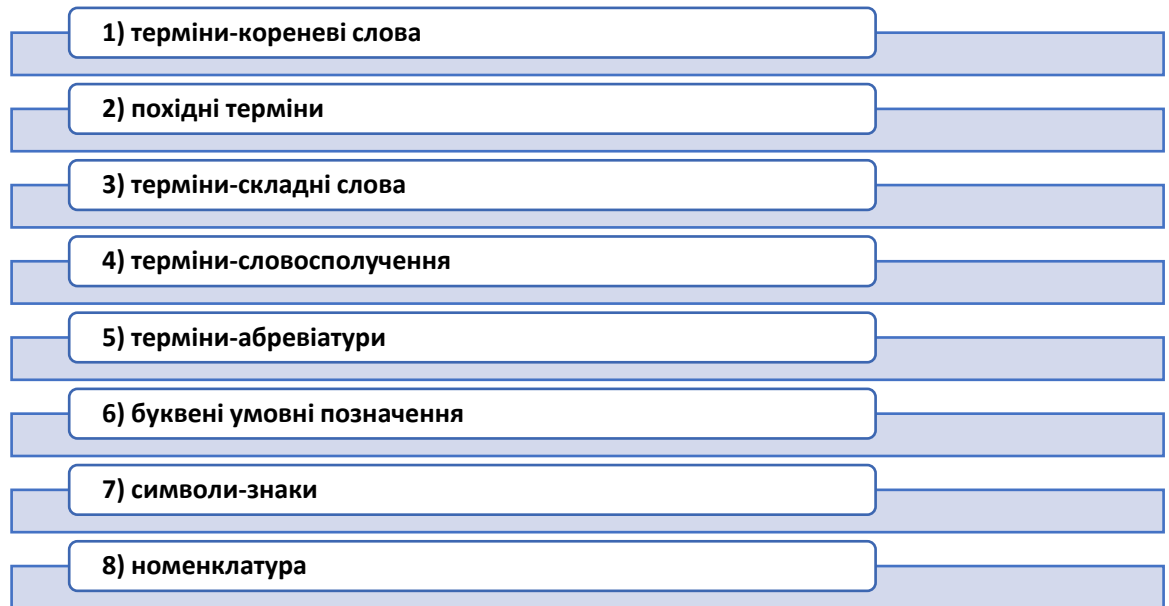 1) терміни-кореневі слова
2) похідні терміни
3) терміни-складні слова
4) терміни-словосполучення
5) терміни-абревіатури
6) буквені умовні позначення
7) символи-знаки
8) номенклатура